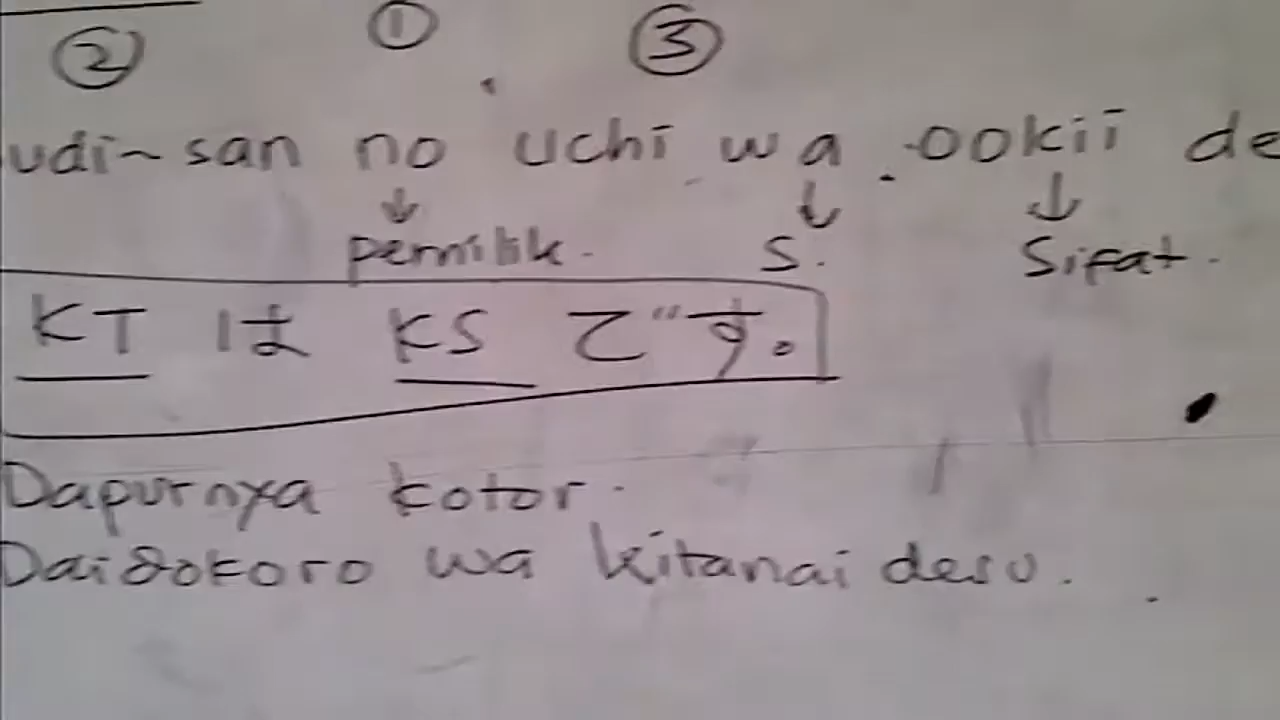 ② ① ③
udi~san no uchi wa ookii de
↓ ↓ ↓
pemilik. S. Sifat.
KT は KS です。
Dapurnya kotor.
Daidokoro wa kitanai desu.